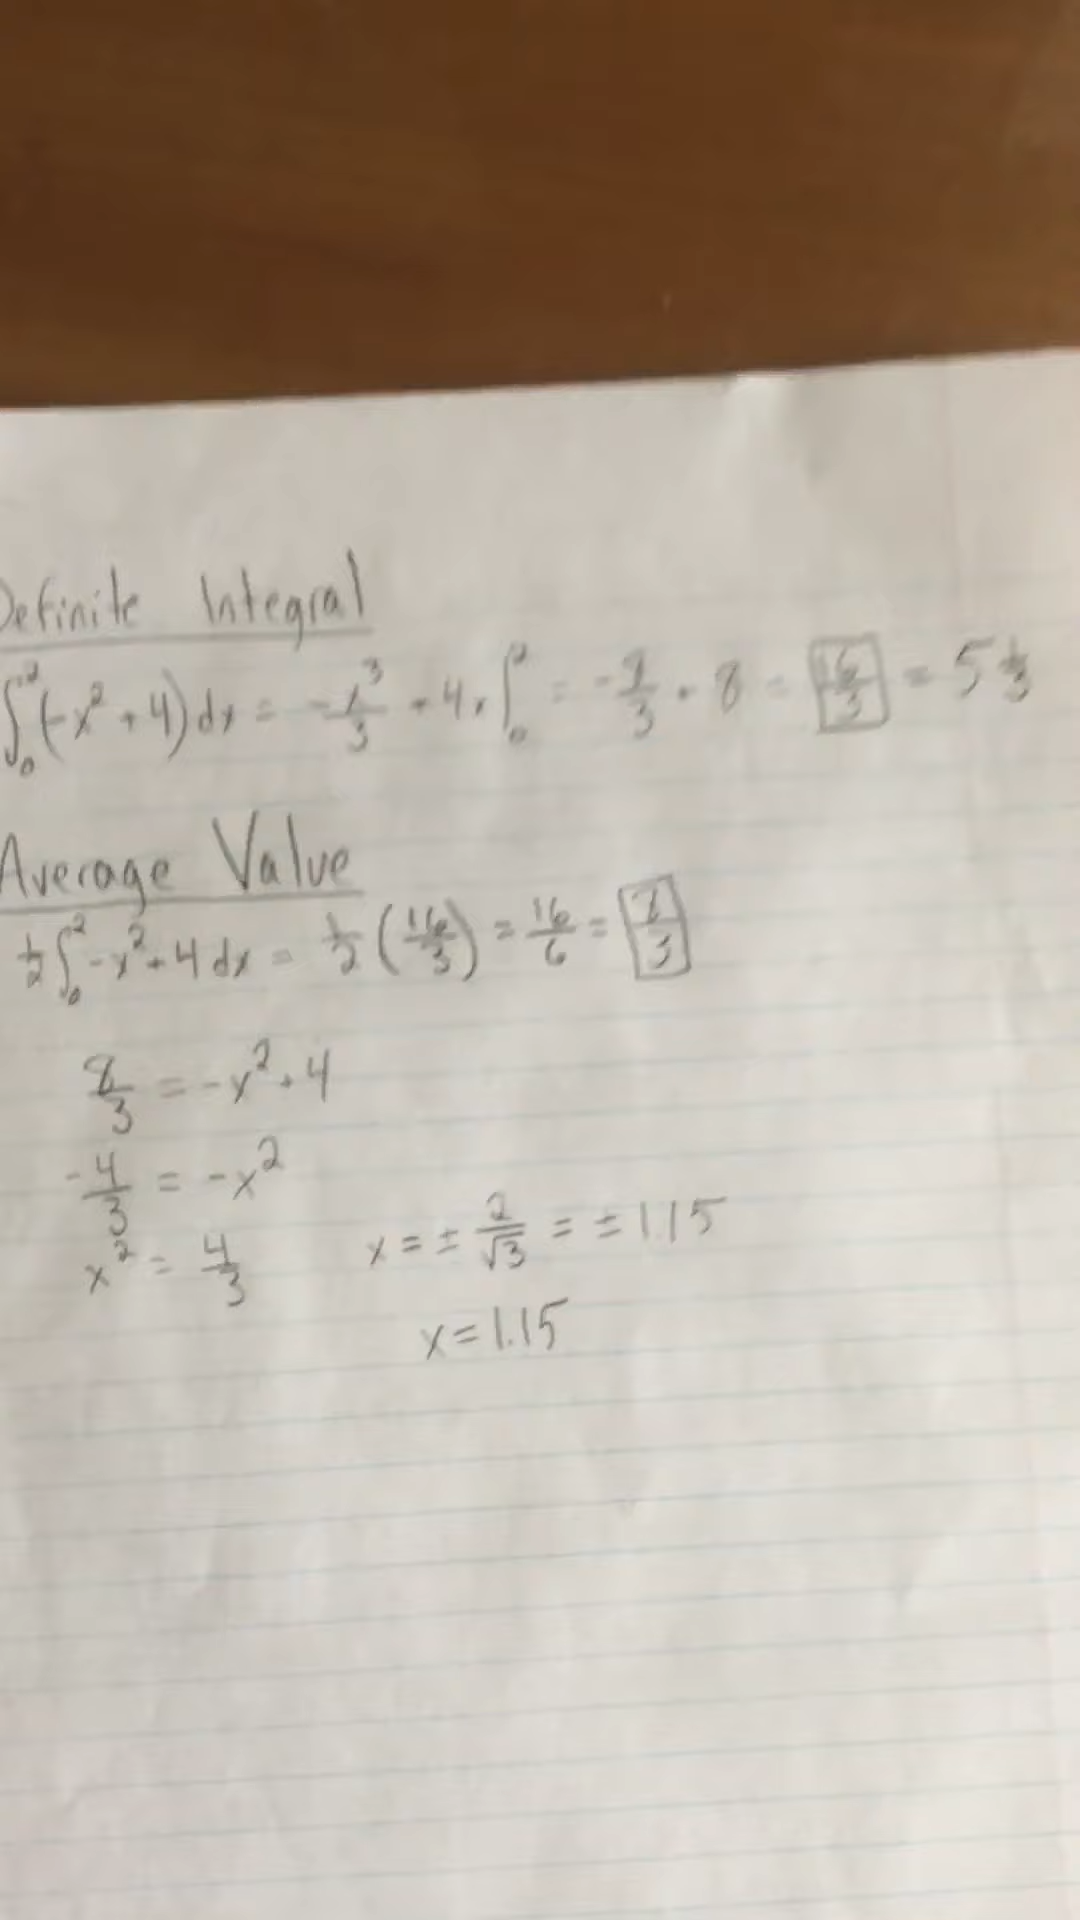 Definite Integral
∫₀² (-x² + 4) dx = -x³/3 + 4x ∫₀² = -8/3 + 8 = 16/3 = 5 1/3
Average Value
1/2 ∫₀² -x² + 4 dx = 1/2 (16/3) = 16/6 = 8/3
8/3 = -x² + 4
-4/3 = -x²
x² = 4/3 x = ± 2/√3 = ± 1.15
x = 1.15